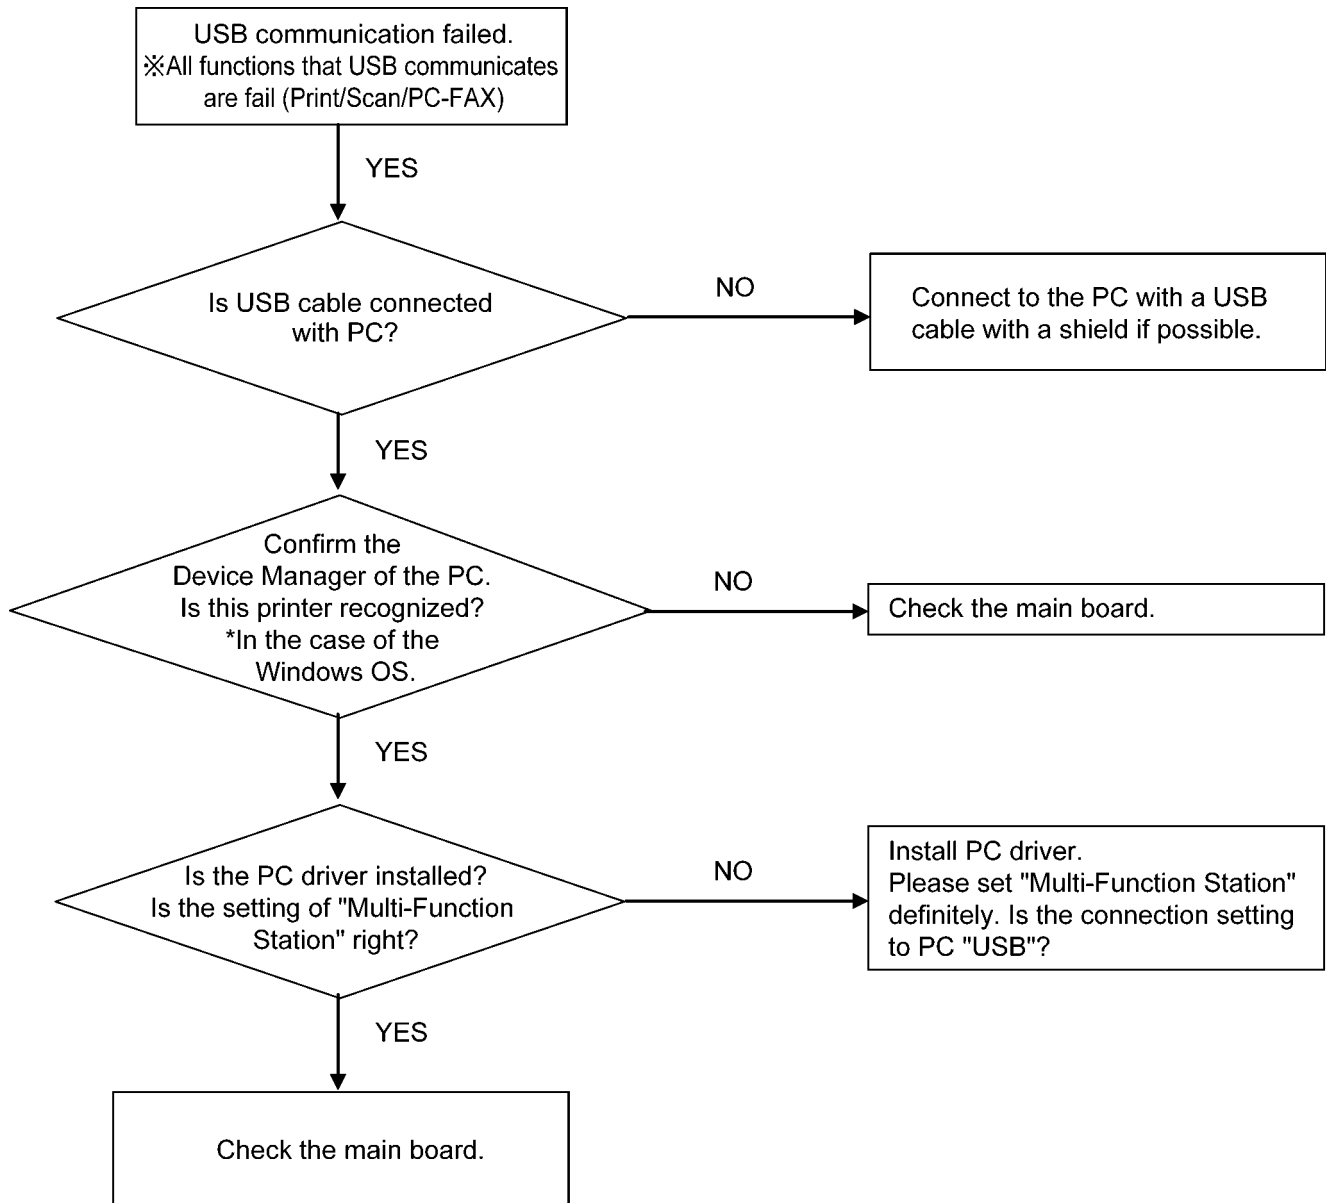 USB communication failed.
※All functions that USB communicates
are fail (Print/Scan/PC-FAX)
YES
Is USB cable connected
with PC?
NO
Connect to the PC with a USB
cable with a shield if possible.
YES
Confirm the
Device Manager of the PC.
Is this printer recognized?
*In the case of the
Windows OS.
NO
Check the main board.
YES
Is the PC driver installed?
Is the setting of "Multi-Function
Station" right?
NO
Install PC driver.
Please set "Multi-Function Station"
definitely. Is the connection setting
to PC "USB"?
YES
Check the main board.